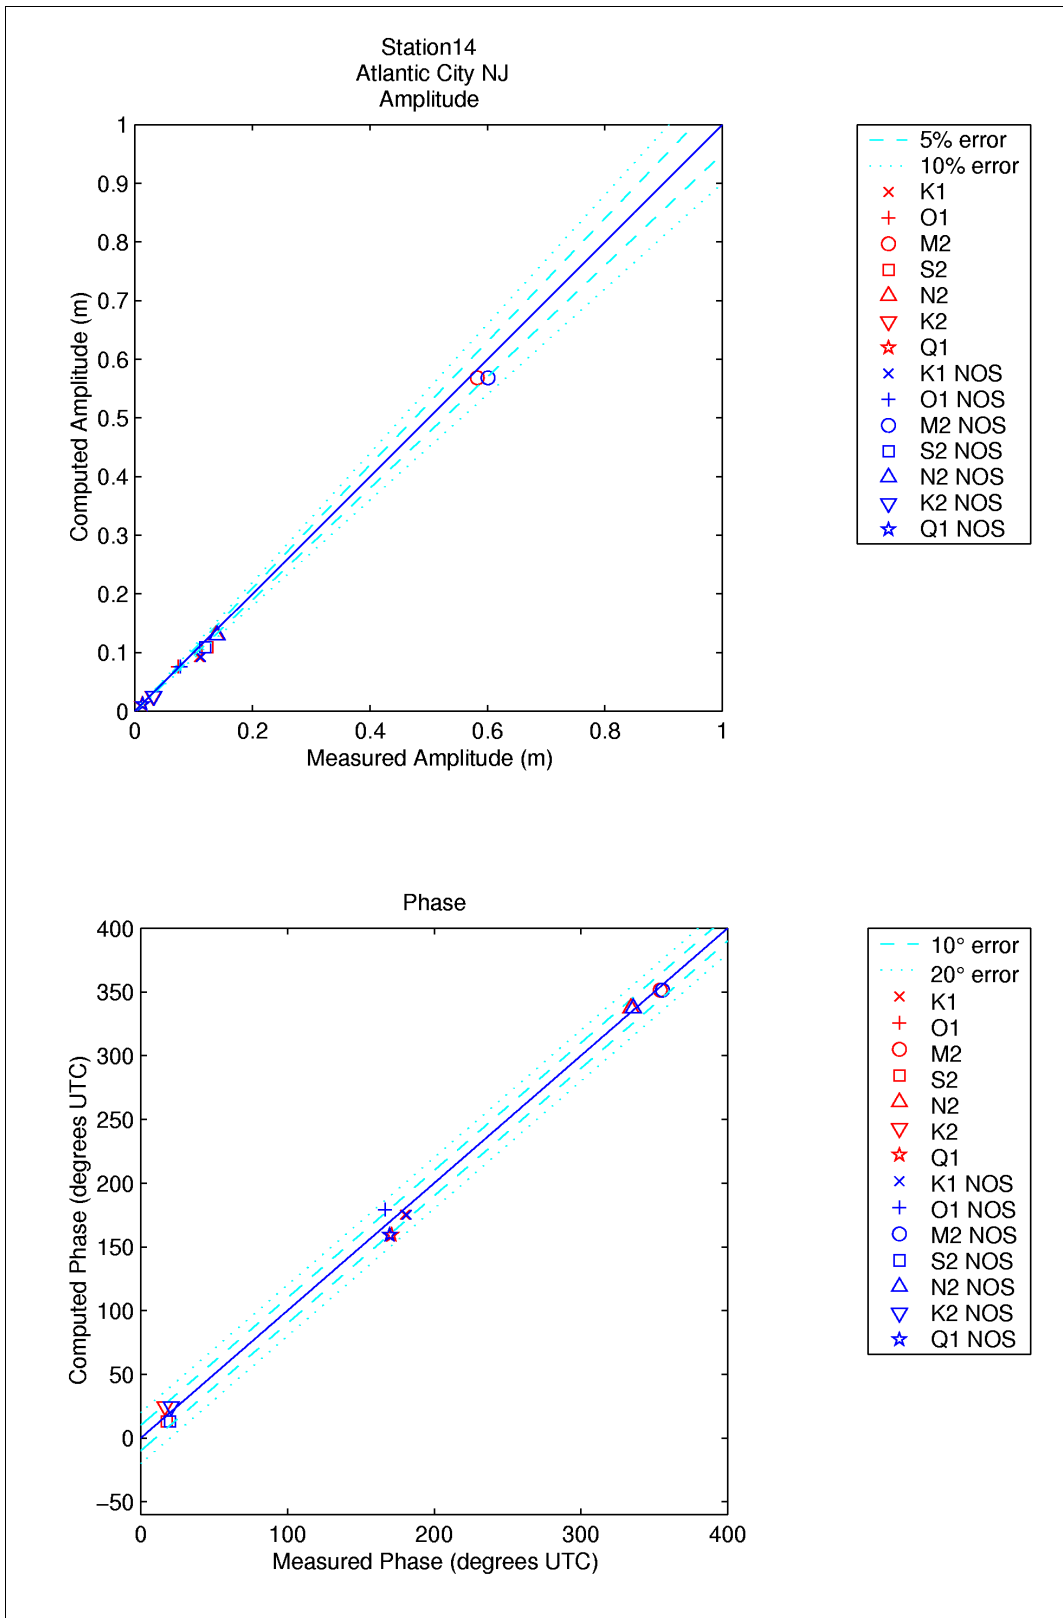 Station14
Atlantic City NJ
Amplitude
1
0.9
0.8
0.7
0.6
0.5
0.4
0.3
0.2
0.1
0
Computed Amplitude (m)
0
0.2
0.4
0.6
0.8
1
Measured Amplitude (m)
5% error
10% error
K1
O1
M2
S2
N2
K2
Q1
K1 NOS
O1 NOS
M2 NOS
S2 NOS
N2 NOS
K2 NOS
Q1 NOS
Phase
400
350
300
250
200
150
100
50
0
−50
Computed Phase (degrees UTC)
0
100
200
300
400
Measured Phase (degrees UTC)
10° error
20° error
K1
O1
M2
S2
N2
K2
Q1
K1 NOS
O1 NOS
M2 NOS
S2 NOS
N2 NOS
K2 NOS
Q1 NOS